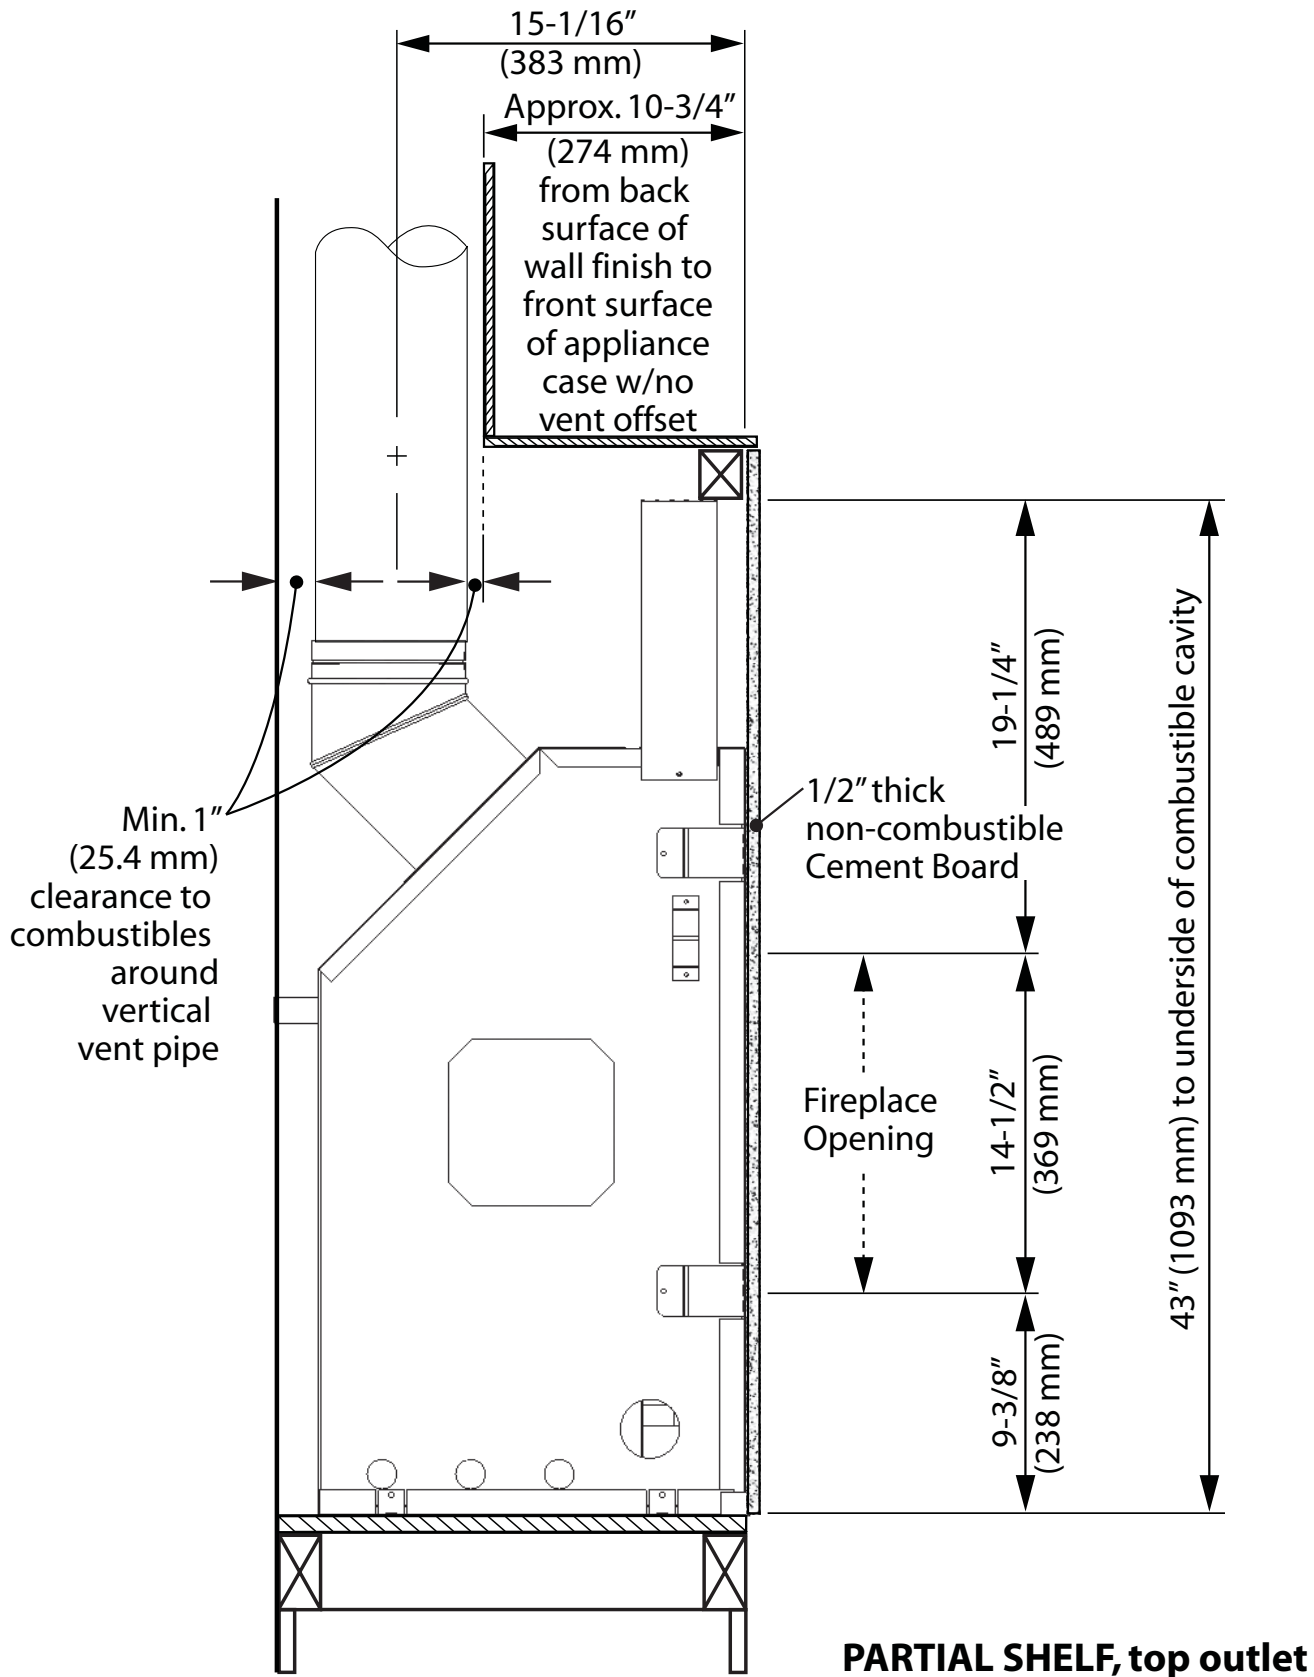 15-1/16”
(383 mm)
Approx. 10-3/4”
(274 mm)
from back
surface of
wall finish to
front surface
of appliance
case w/no
vent offset
19-1/4”
(489 mm)
43” (1093 mm) to underside of combustible cavity
1/2” thick
non-combustible
Cement Board
Min. 1”
(25.4 mm)
clearance to
combustibles
around
vertical
vent pipe
Fireplace
Opening
14-1/2”
(369 mm)
9-3/8”
(238 mm)
PARTIAL SHELF, top outlet